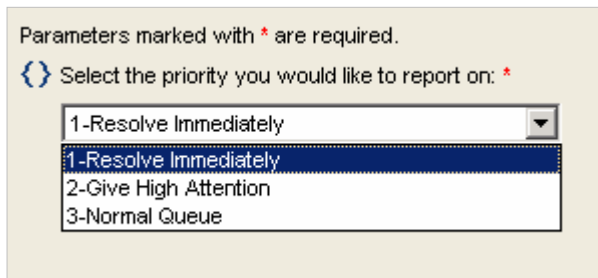 Parameters marked with * are required.
{} Select the priority you would like to report on: *
1-Resolve Immediately
1-Resolve Immediately
2-Give High Attention
3-Normal Queue